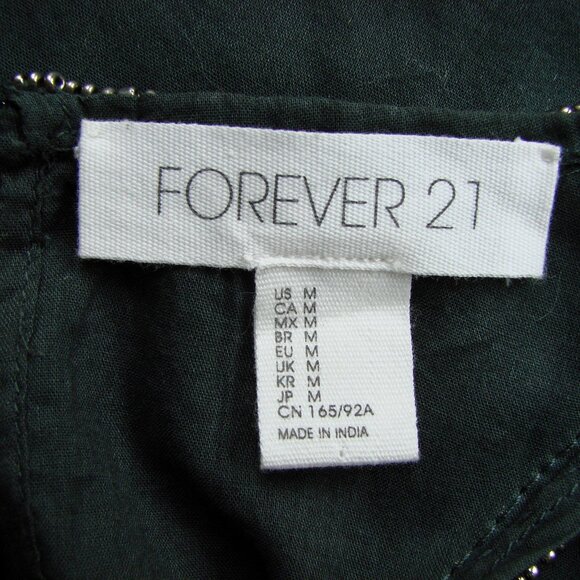 FOREVER 21
US M
CA M
MX M
BR M
EU M
UK M
KR M
JP M
CN 165/92A
MADE IN INDIA